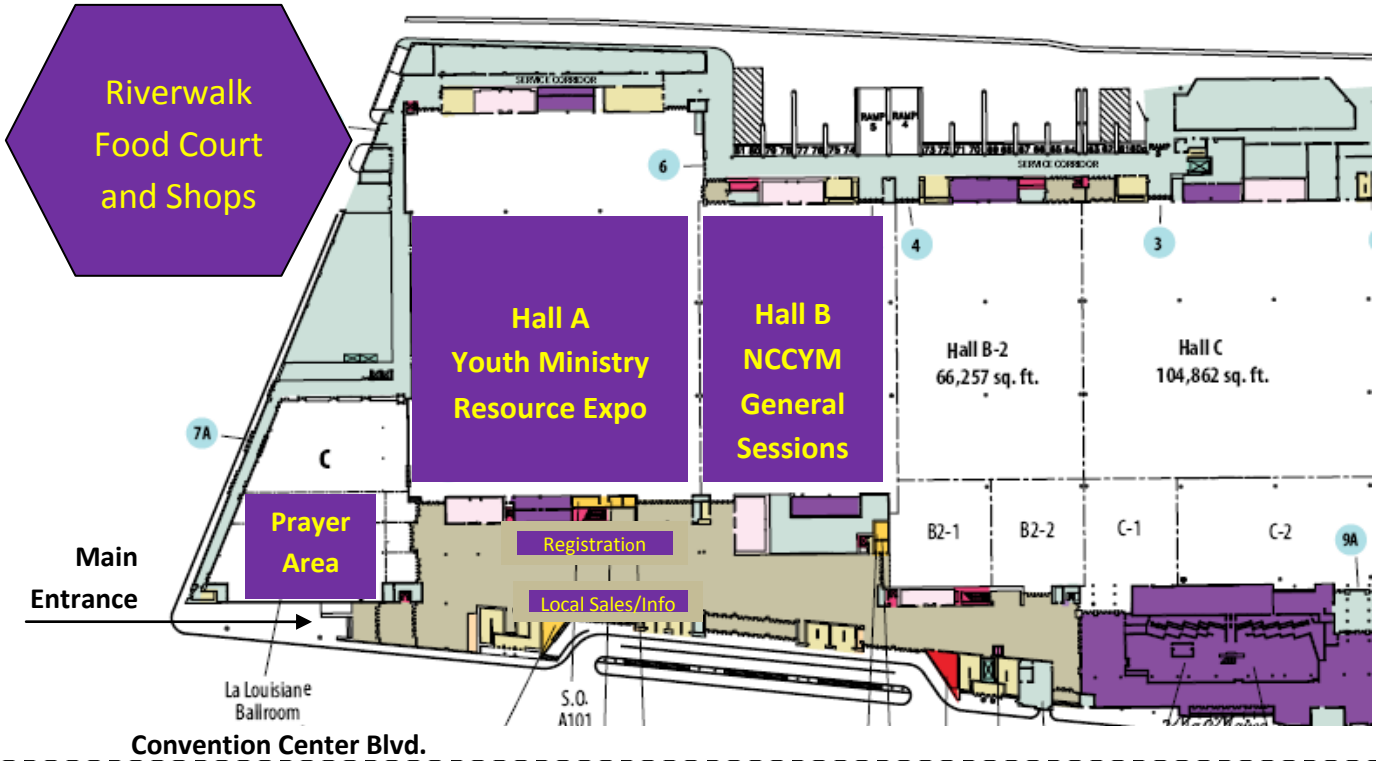 Riverwalk
Food Court
and Shops
SERVICE CORRIDOR
RAMP
5
RAMP
4
SERVICE CORRIDOR
6
4
3
Hall A
Youth Ministry
Resource Expo
Hall B
NCCYM
General
Sessions
Hall B-2
66,257 sq. ft.
Hall C
104,862 sq. ft.
7A
C
Prayer
Area
Main
Entrance
Registration
Local Sales/Info
B2-1
B2-2
C-1
C-2
9A
La Louisiane
Ballroom
S.O.
A101
Convention Center Blvd.